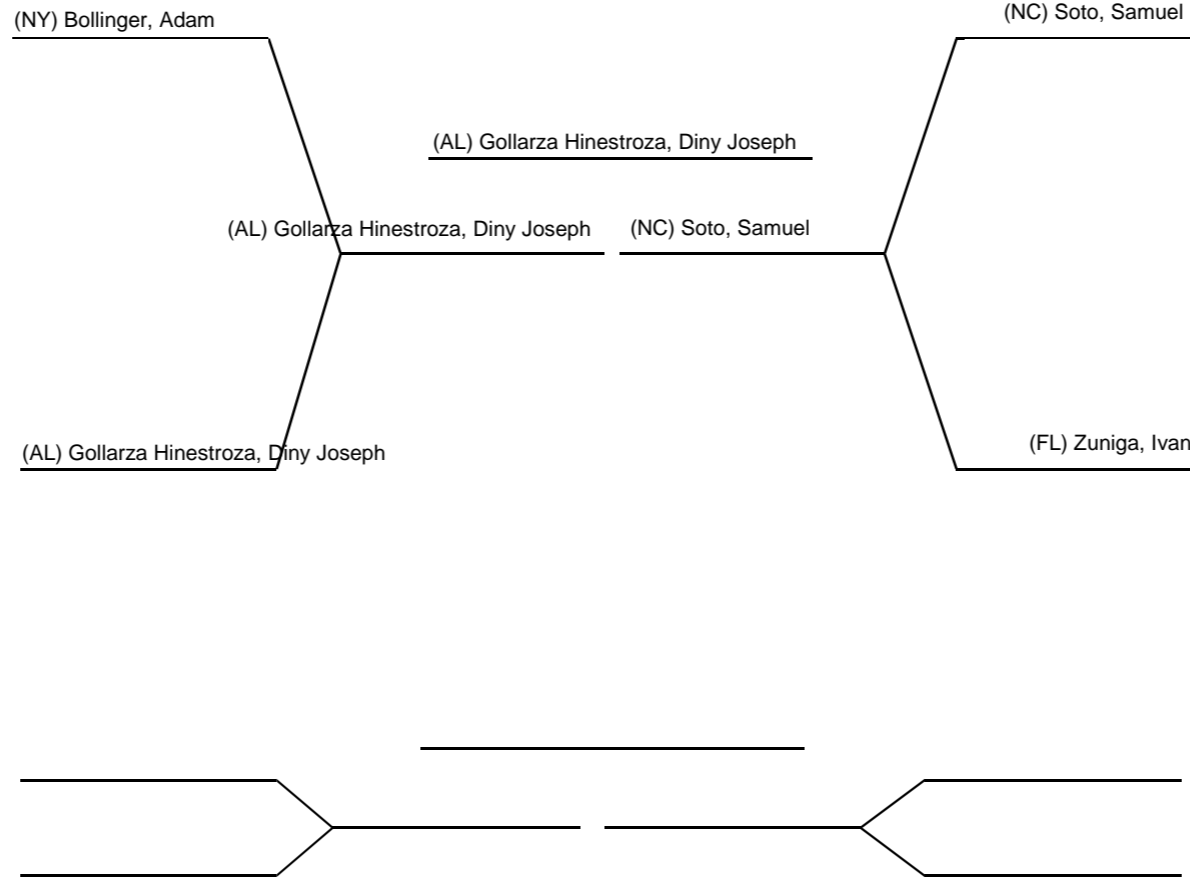 (NY) Bollinger, Adam
(NC) Soto, Samuel
(AL) Gollarza Hinestroza, Diny Joseph
(AL) Gollarza Hinestroza, Diny Joseph
(NC) Soto, Samuel
(AL) Gollarza Hinestroza, Diny Joseph
(FL) Zuniga, Ivan